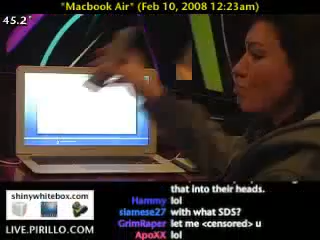 *Macbook Air* (Feb 10, 2008 12:23am)
45.2°
that into their heads.
Hammy lol
siamese27 with what SDS?
GrimRaper let me <censored> u
ApoXX lol
shinywhitebox.com
LIVE.PIRILLO.COM